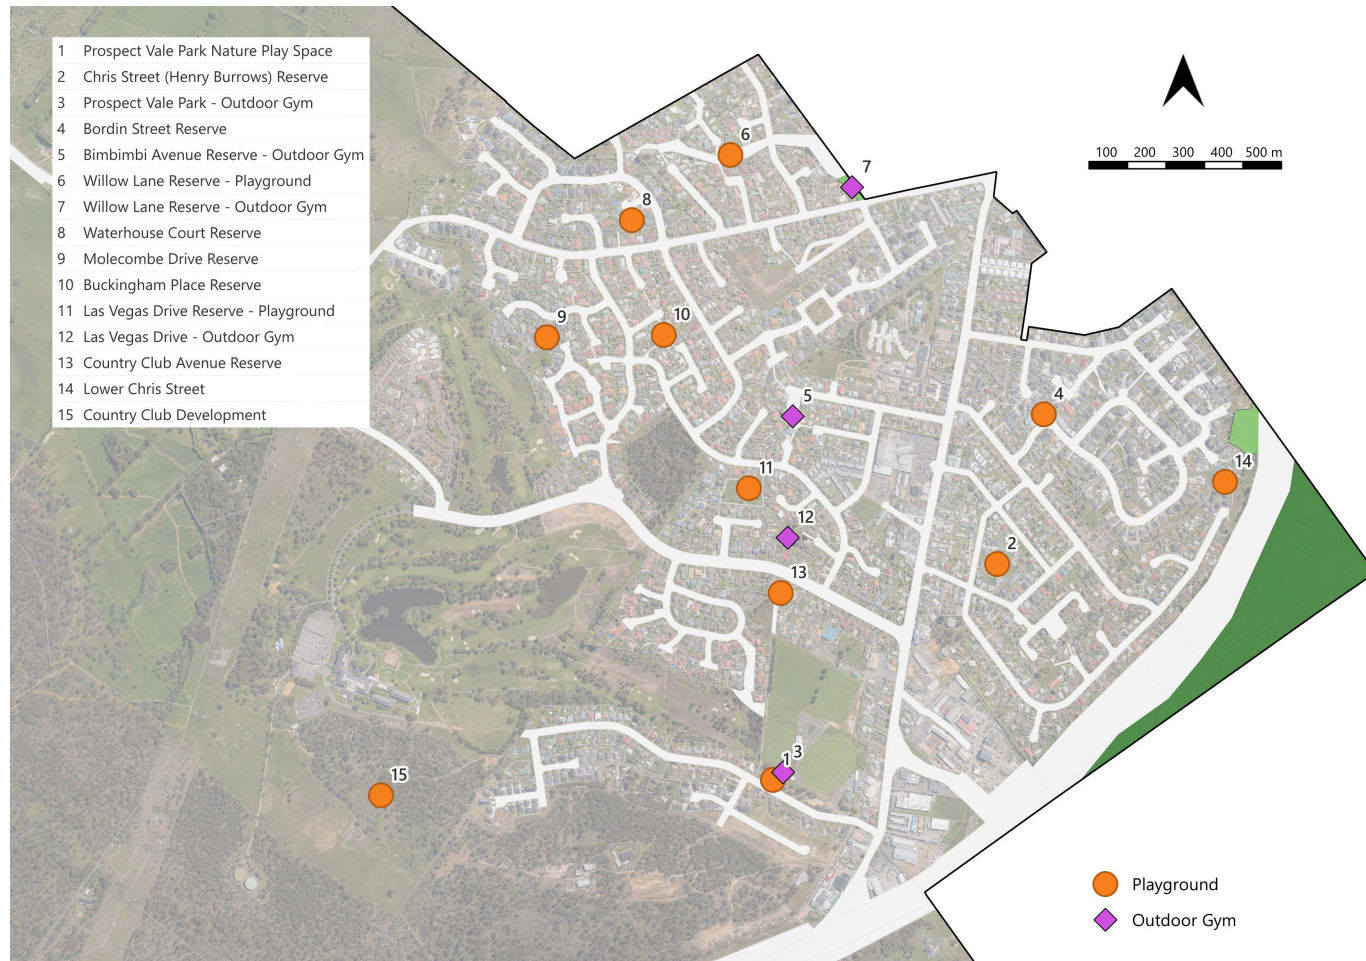 1 Prospect Vale Park Nature Play Space
2 Chris Street (Henry Burrows) Reserve
3 Prospect Vale Park - Outdoor Gym
4 Bordin Street Reserve
5 Bimbimbi Avenue Reserve - Outdoor Gym
6 Willow Lane Reserve - Playground
7 Willow Lane Reserve - Outdoor Gym
8 Waterhouse Court Reserve
9 Molecombe Drive Reserve
10 Buckingham Place Reserve
11 Las Vegas Drive Reserve - Playground
12 Las Vegas Drive - Outdoor Gym
13 Country Club Avenue Reserve
14 Lower Chris Street
15 Country Club Development
100 200 300 400 500 m
6
7
8
9
10
5
4
11
14
12
2
13
1
3
15
Playground
Outdoor Gym